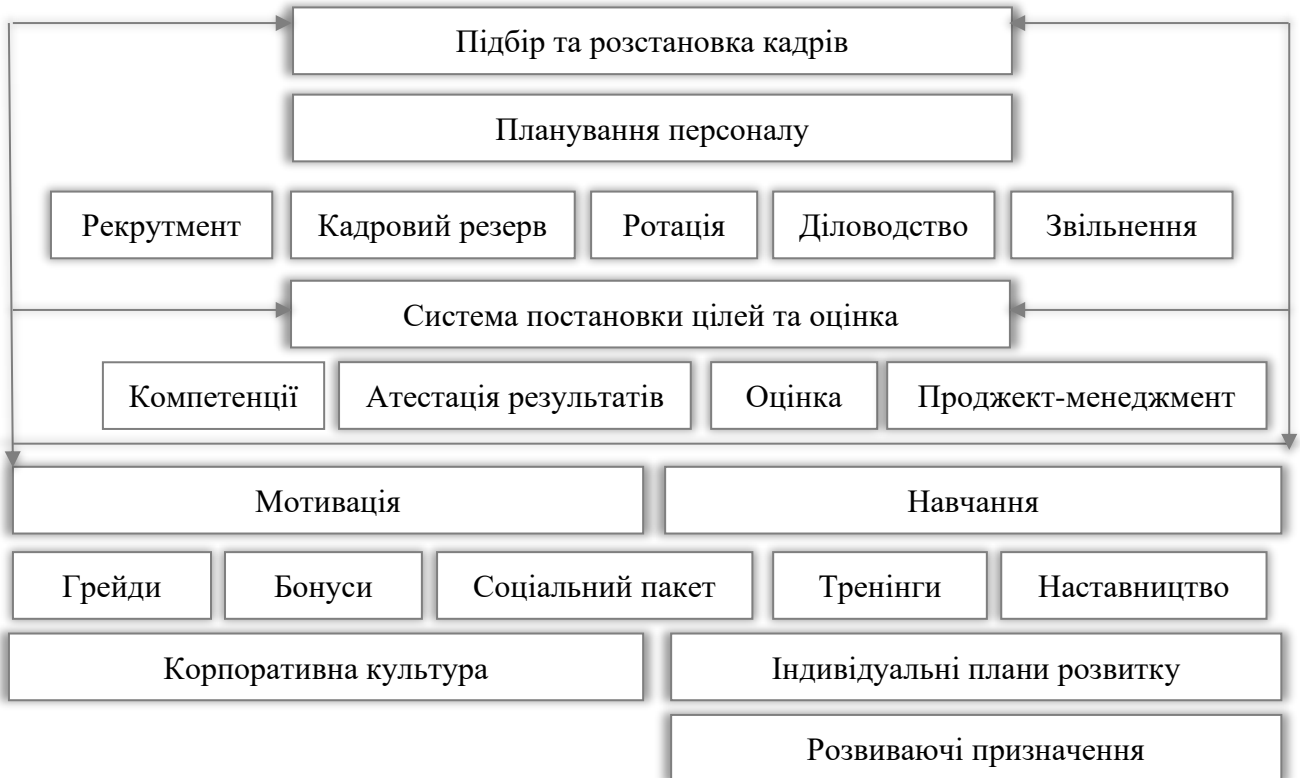 Підбір та розстановка кадрів
Планування персоналу
Рекрутмент
Кадровий резерв
Ротація
Діловодство
Звільнення
Система постановки цілей та оцінка
Компетенції
Атестація результатів
Оцінка
Проджект-менеджмент
Мотивація
Навчання
Грейди
Бонуси
Соціальний пакет
Тренінги
Наставництво
Корпоративна культура
Індивідуальні плани розвитку
Розвиваючі призначення